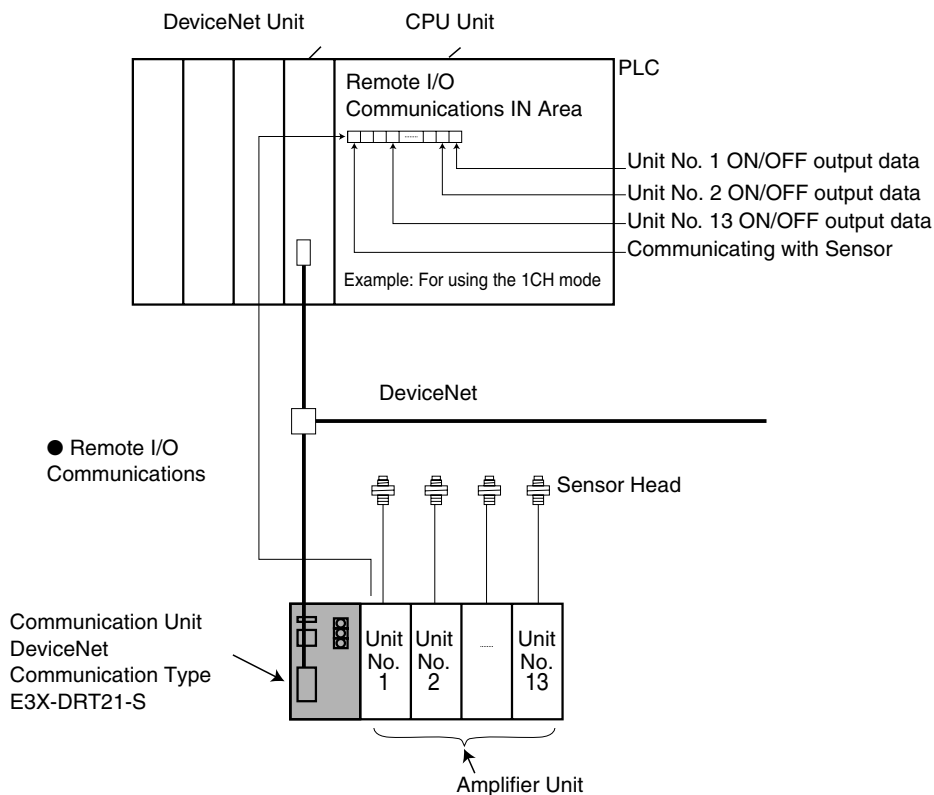 DeviceNet Unit
CPU Unit
PLC
Remote I/O
Communications IN Area
Unit No. 1 ON/OFF output data
Unit No. 2 ON/OFF output data
Unit No. 13 ON/OFF output data
Communicating with Sensor
Example: For using the 1CH mode
DeviceNet
● Remote I/O
Communications
Sensor Head
Communication Unit
DeviceNet
Communication Type
E3X-DRT21-S
Unit
No.
1
Unit
No.
2
......
Unit
No.
13
Amplifier Unit